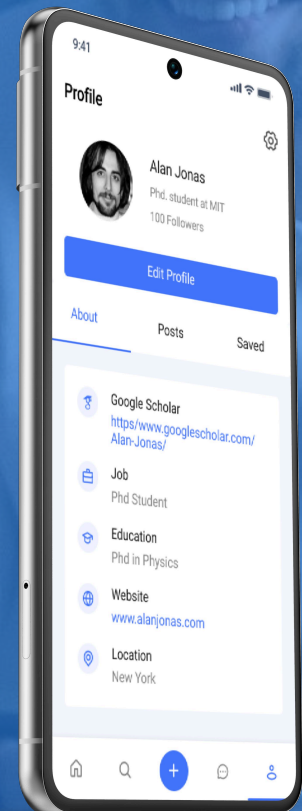 9:41
Profile
Alan Jonas
Phd. student at MIT
100 Followers
Edit Profile
About
Posts
Saved
Google Scholar
https/www.googlescholar.com/
Alan-Jonas/
Job
Phd Student
Education
Phd in Physics
Website
www.alanjonas.com
Location
New York